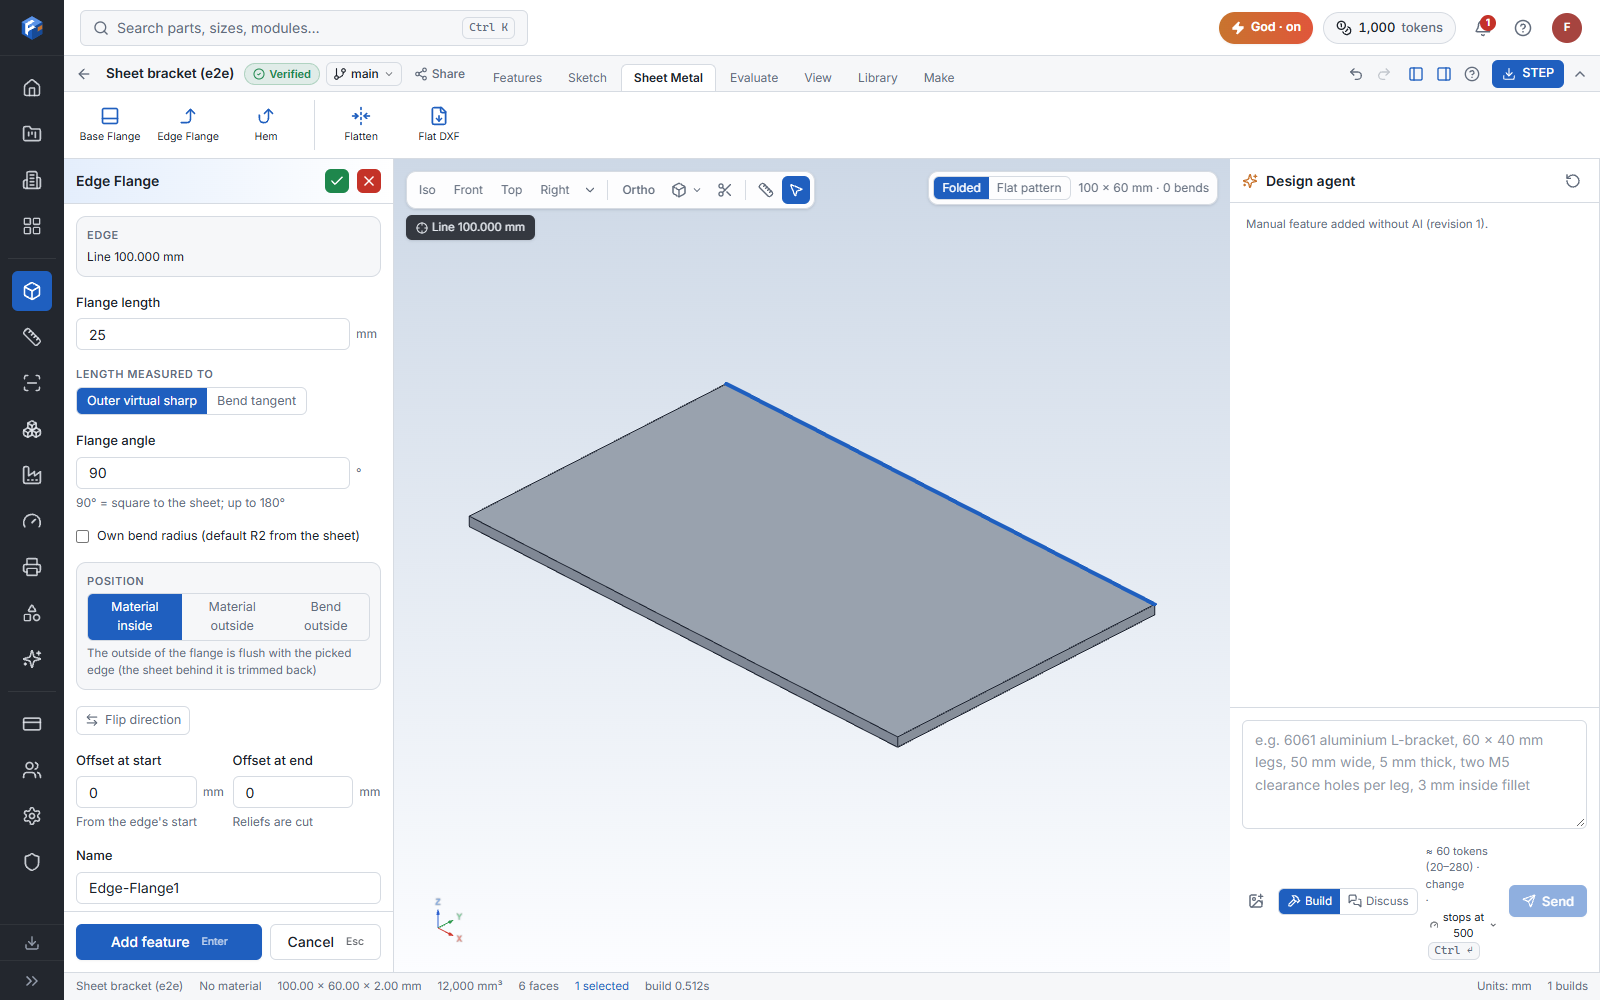 Search parts, sizes, modules...
Ctrl K
God · on
1,000 tokens
1
F
Sheet bracket (e2e)
Verified
main
Share
Features
Sketch
Sheet Metal
Evaluate
View
Library
Make
STEP
Base Flange
Edge Flange
Hem
Flatten
Flat DXF
Edge Flange
EDGE
Line 100.000 mm
Flange length
25 mm
LENGTH MEASURED TO
Outer virtual sharp
Bend tangent
Flange angle
90 °
90° = square to the sheet; up to 180°
Own bend radius (default R2 from the sheet)
POSITION
Material inside
Material outside
Bend outside
The outside of the flange is flush with the picked
edge (the sheet behind it is trimmed back)
Flip direction
Offset at start
Offset at end
0 mm
0 mm
From the edge's start
Reliefs are cut
Name
Edge-Flange1
Add feature Enter
Cancel Esc
Iso
Front
Top
Right
Ortho
Line 100.000 mm
Folded
Flat pattern
100 × 60 mm · 0 bends
Z
Y
X
Design agent
Manual feature added without AI (revision 1).
e.g. 6061 aluminium L-bracket, 60 × 40 mm
legs, 50 mm wide, 5 mm thick, two M5
clearance holes per leg, 3 mm inside fillet
Build
Discuss
≈ 60 tokens
(20–280) ·
change
·
stops at
500
Ctrl ⏎
Send
Sheet bracket (e2e)
No material
100.00 × 60.00 × 2.00 mm
12,000 mm³
6 faces
1 selected
build 0.512s
Units: mm
1 builds